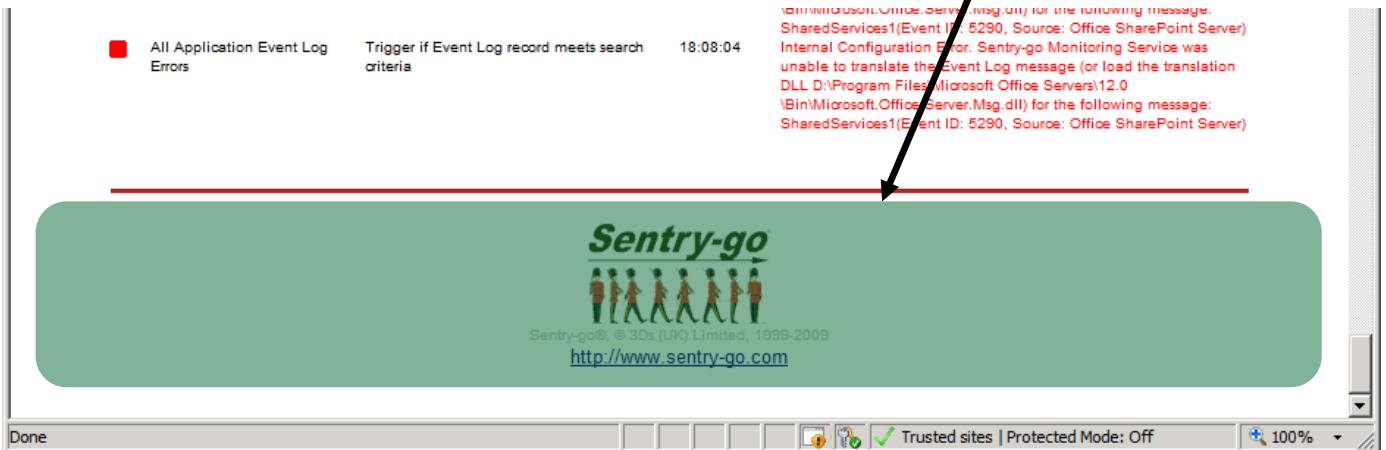 \Bin\Microsoft.Office.Server.Msg.dll) for the following message:
SharedServices1(Event ID: 5290, Source: Office SharePoint Server)
All Application Event Log Errors
Trigger if Event Log record meets search criteria
18:08:04
Internal Configuration Error. Sentry-go Monitoring Service was
unable to translate the Event Log message (or load the translation
DLL D:\Program Files\Microsoft Office Servers\12.0
\Bin\Microsoft.Office.Server.Msg.dll) for the following message:
SharedServices1(Event ID: 5290, Source: Office SharePoint Server)
Sentry-go
Sentry-go®, © 3Ds (UK) Limited, 1999-2009
http://www.sentry-go.com
Done
Trusted sites | Protected Mode: Off
100%